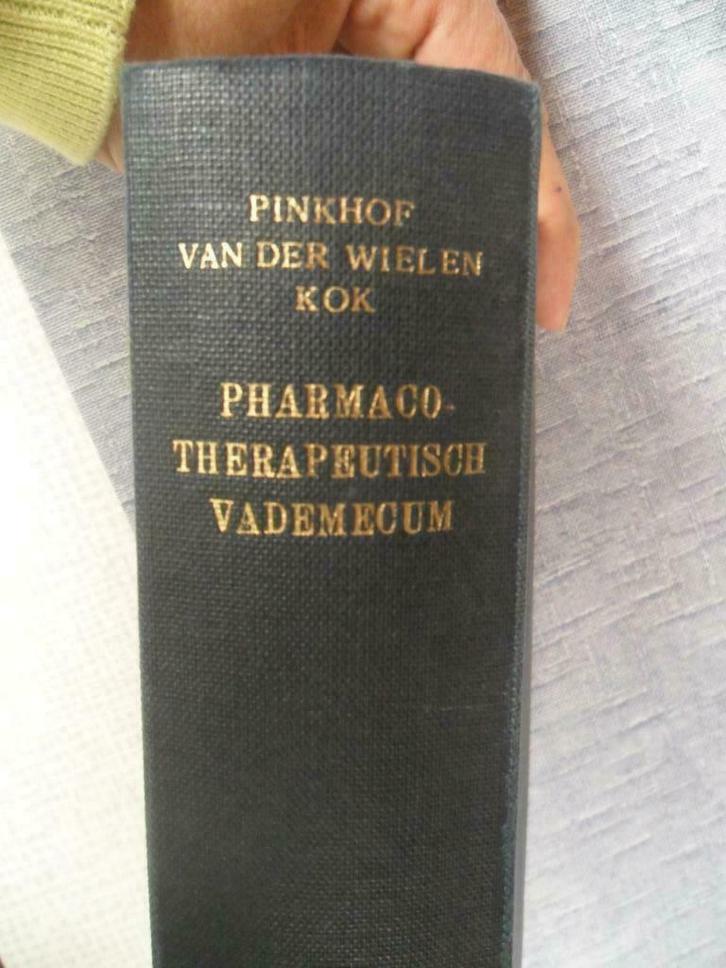 PINKHOF
VAN DER WIELEN
KOK
PHARMACO-
THERAPEUTISCH
VADEMECUM